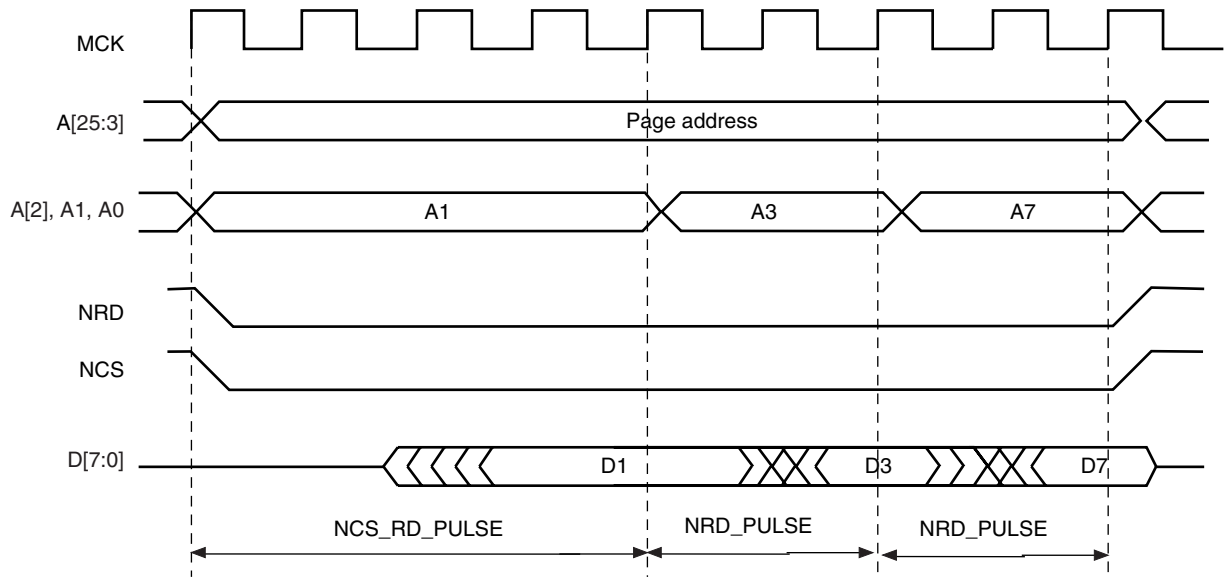 MCK
A[25:3]
Page address
A[2], A1, A0
A1
A3
A7
NRD
NCS
D[7:0]
D1
D3
D7
NCS_RD_PULSE
NRD_PULSE
NRD_PULSE